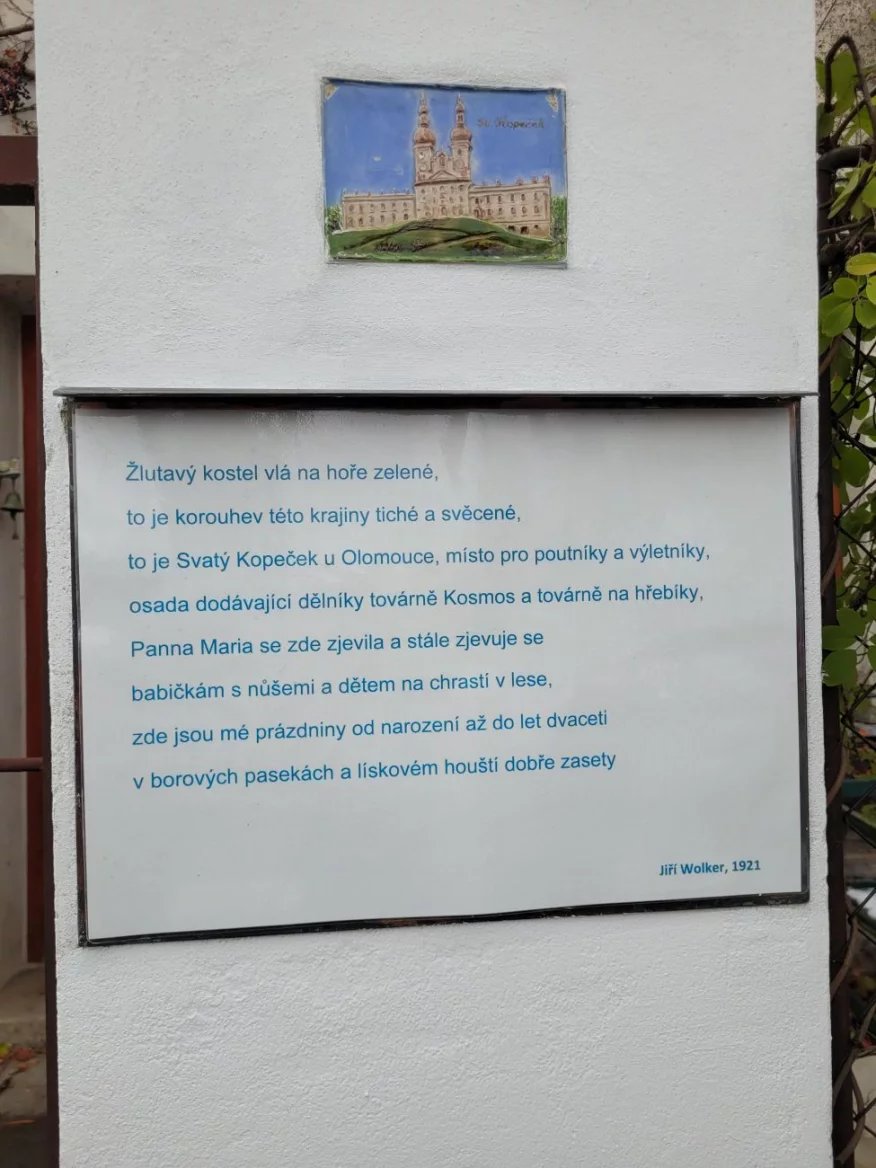 Sv. Kopeček
Žlutavý kostel vlá na hoře zelené,
to je korouhev této krajiny tiché a svěcené,
to je Svatý Kopeček u Olomouce, místo pro poutníky a výletníky,
osada dodávající dělníky továrně Kosmos a továrně na hřebíky,
Panna Maria se zde zjevila a stále zjevuje se
babičkám s nůšemi a dětem na chrastí v lese,
zde jsou mé prázdniny od narození až do let dvaceti
v borových pasekách a lískovém houští dobře zasety
Jiří Wolker, 1921